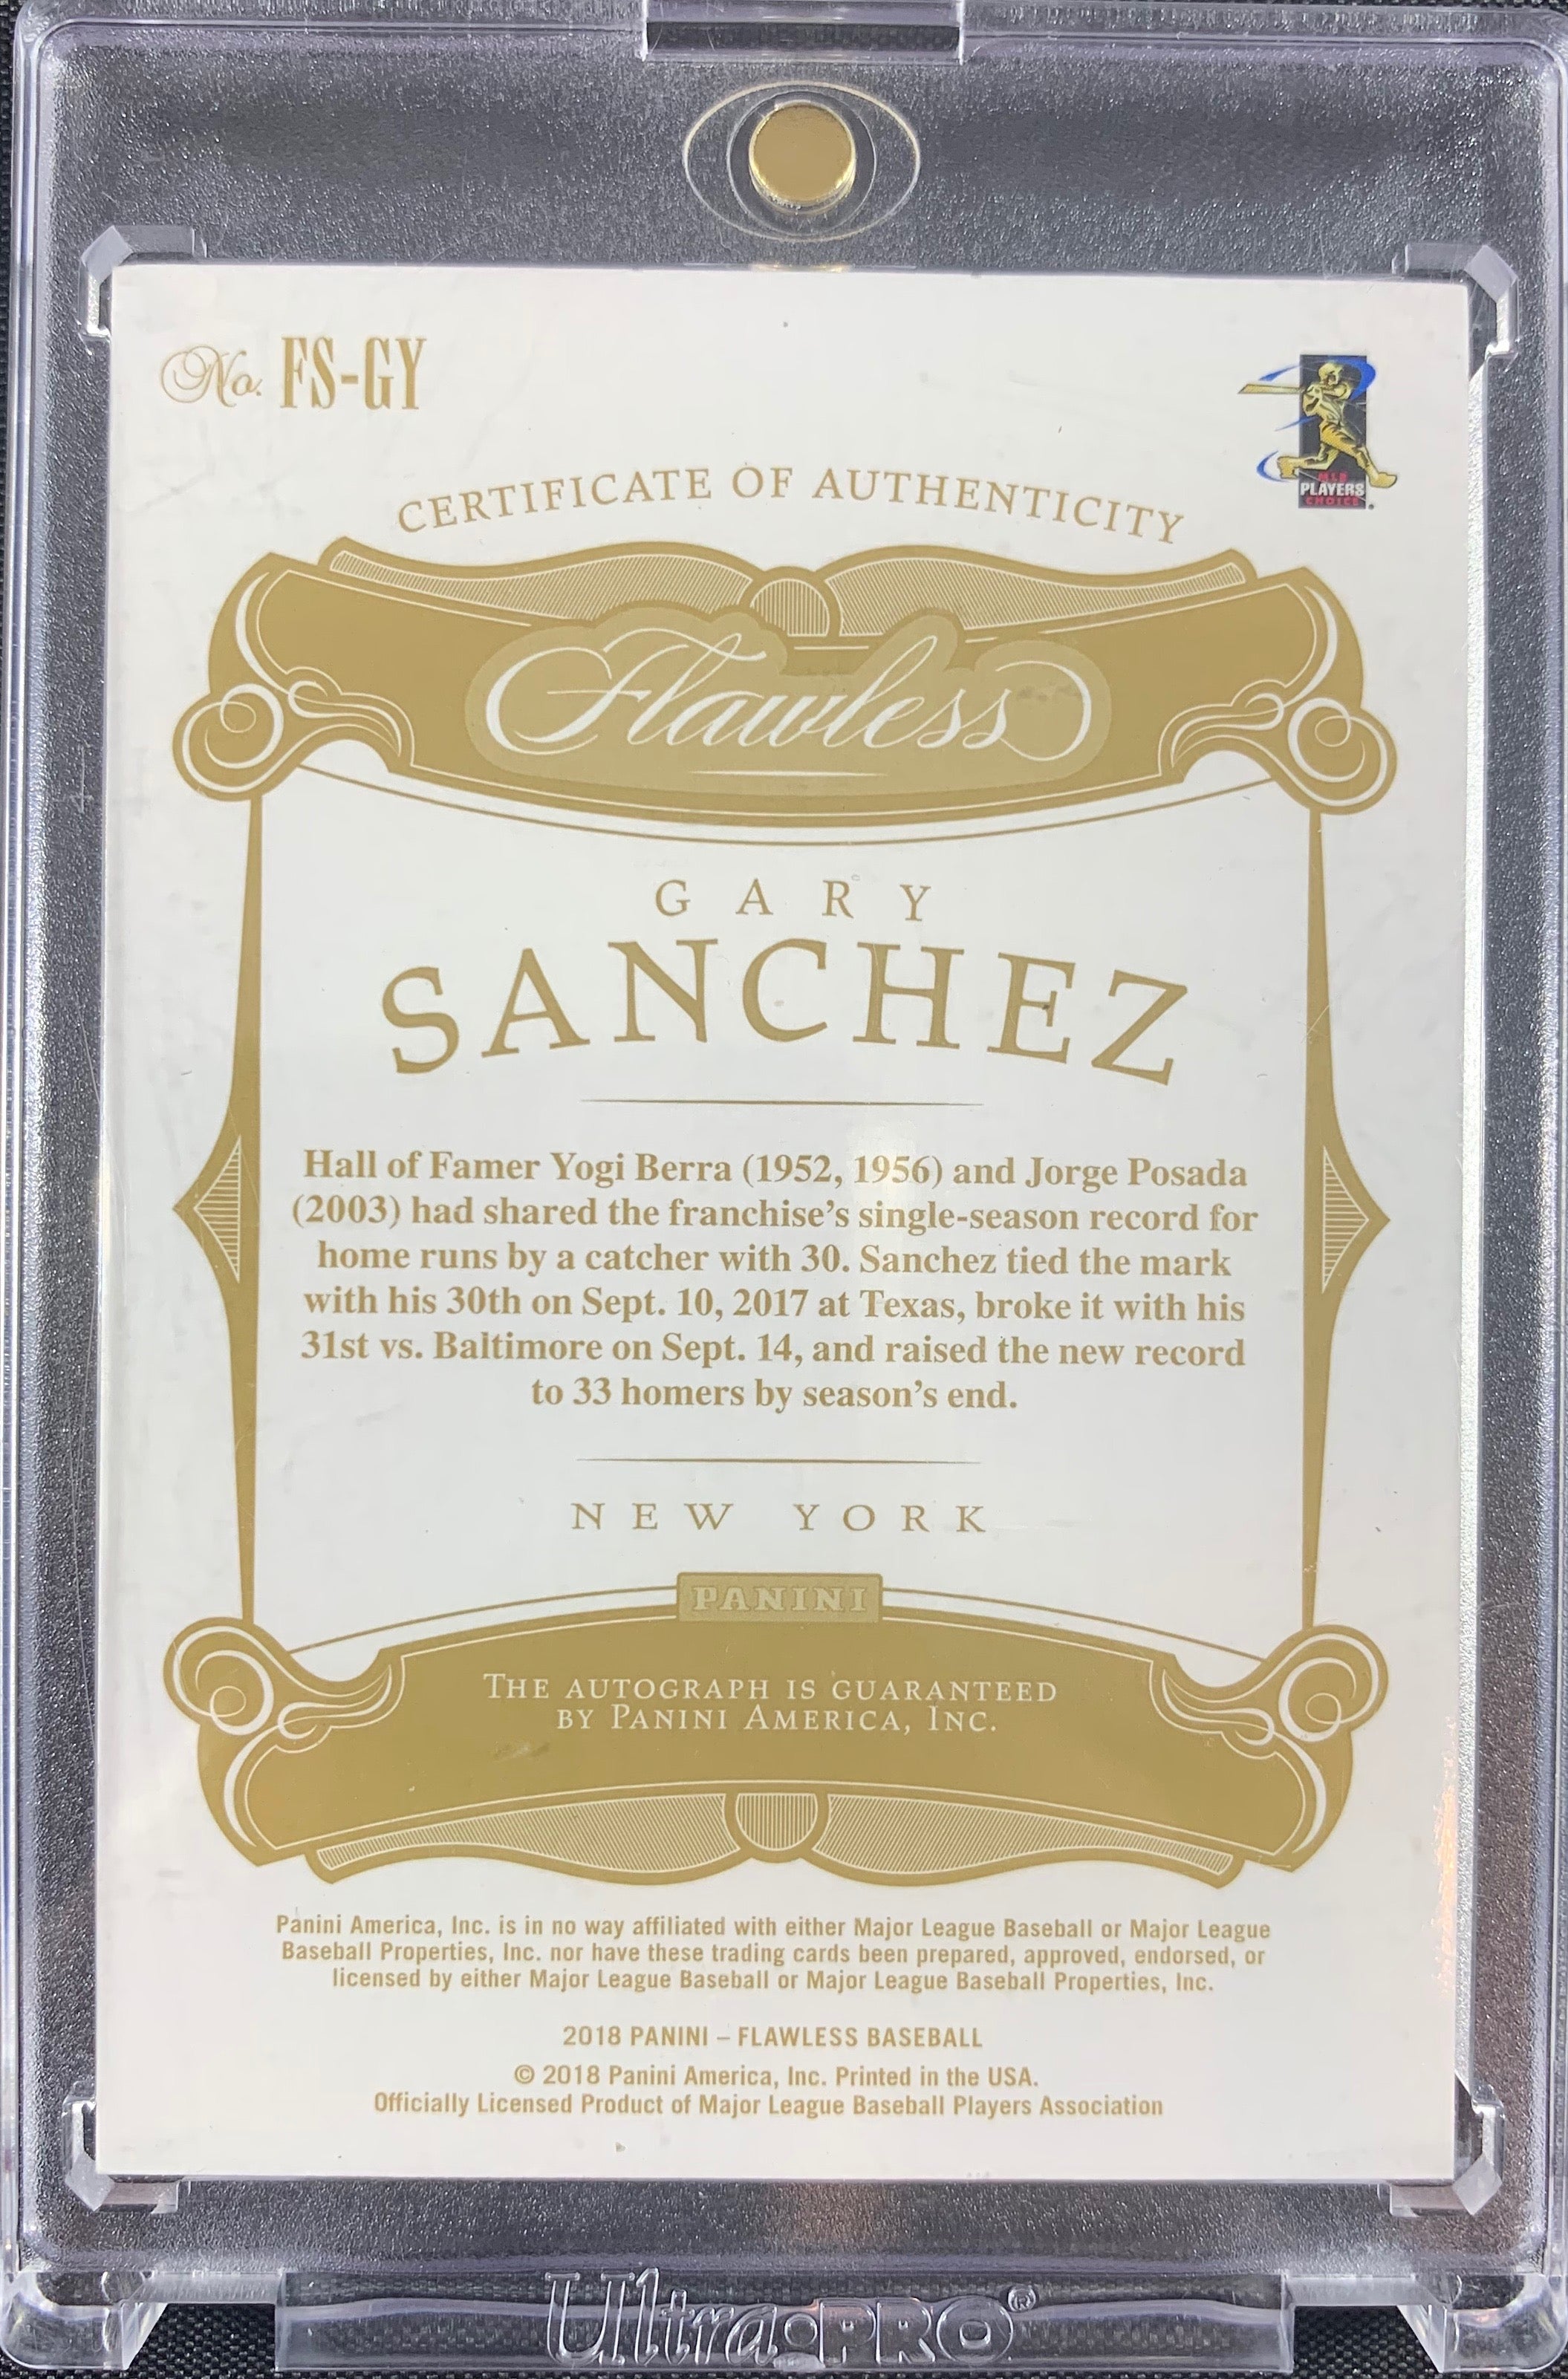 No. FS-GY
MLB
PLAYERS
CHOICE
CERTIFICATE OF AUTHENTICITY
Flawless
GARY
SANCHEZ
Hall of Famer Yogi Berra (1952, 1956) and Jorge Posada
(2003) had shared the franchise's single-season record for
home runs by a catcher with 30. Sanchez tied the mark
with his 30th on Sept. 10, 2017 at Texas, broke it with his
31st vs. Baltimore on Sept. 14, and raised the new record
to 33 homers by season's end.
NEW YORK
PANINI
THE AUTOGRAPH IS GUARANTEED
BY PANINI AMERICA, INC.
Panini America, Inc. is in no way affiliated with either Major League Baseball or Major League
Baseball Properties, Inc. nor have these trading cards been prepared, approved, endorsed, or
licensed by either Major League Baseball or Major League Baseball Properties, Inc.
2018 PANINI – FLAWLESS BASEBALL
© 2018 Panini America, Inc. Printed in the USA.
Officially Licensed Product of Major League Baseball Players Association
Ultra•PRO®